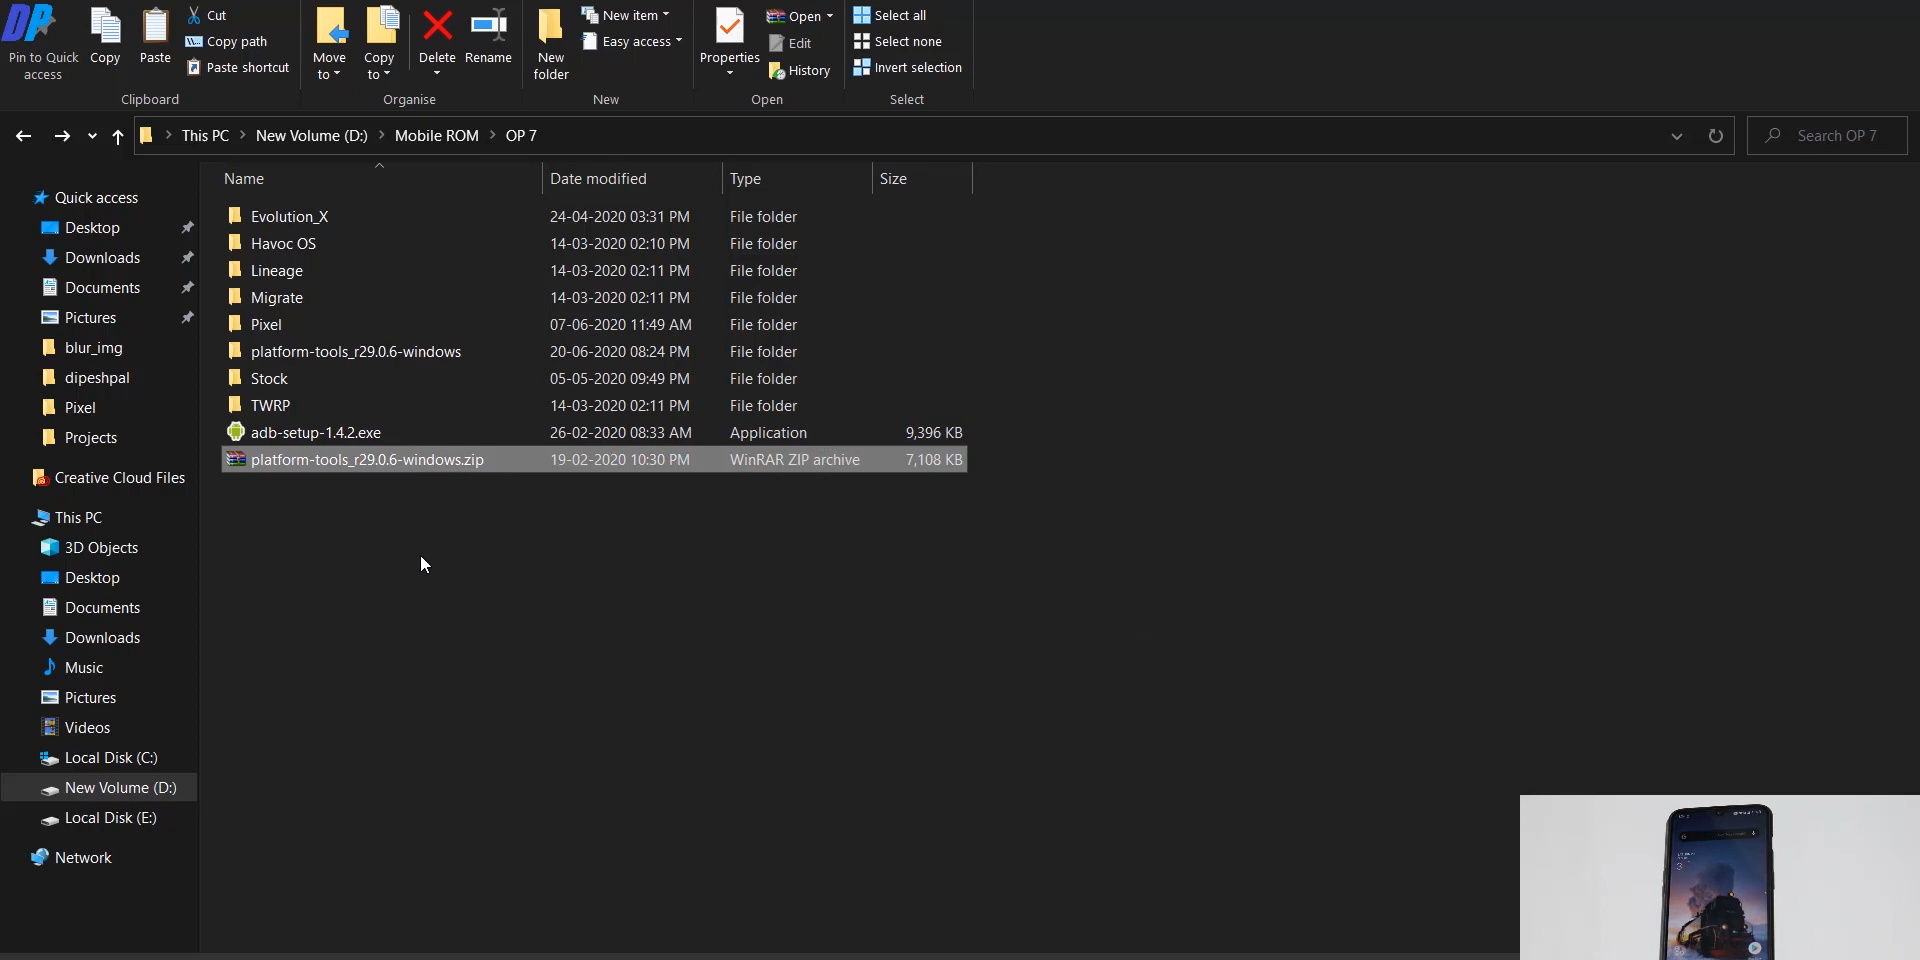 DP
Pin to Quick access
Copy
Paste
Cut
Copy path
Paste shortcut
Clipboard
Move to
Copy to
Delete
Rename
Organise
New folder
New item
Easy access
New
Properties
Open
Edit
History
Open
Select all
Select none
Invert selection
Select
This PC
New Volume (D:)
Mobile ROM
OP 7
Search OP 7
Name Date modified Type Size
Evolution_X 24-04-2020 03:31 PM File folder
Havoc OS 14-03-2020 02:10 PM File folder
Lineage 14-03-2020 02:11 PM File folder
Migrate 14-03-2020 02:11 PM File folder
Pixel 07-06-2020 11:49 AM File folder
platform-tools_r29.0.6-windows 20-06-2020 08:24 PM File folder
Stock 05-05-2020 09:49 PM File folder
TWRP 14-03-2020 02:11 PM File folder
adb-setup-1.4.2.exe 26-02-2020 08:33 AM Application 9,396 KB
platform-tools_r29.0.6-windows.zip 19-02-2020 10:30 PM WinRAR ZIP archive 7,108 KB
Quick access
Desktop
Downloads
Documents
Pictures
blur_img
dipeshpal
Pixel
Projects
Creative Cloud Files
This PC
3D Objects
Desktop
Documents
Downloads
Music
Pictures
Videos
Local Disk (C:)
New Volume (D:)
Local Disk (E:)
Network